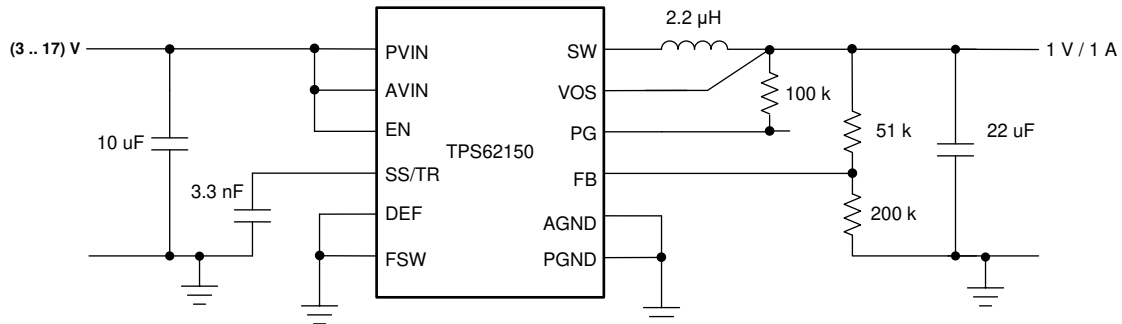 2.2 µH
(3 .. 17) V
PVIN
SW
1 V / 1 A
AVIN
VOS
100 k
EN
PG
10 uF
TPS62150
51 k
22 uF
SS/TR
FB
3.3 nF
DEF
AGND
200 k
FSW
PGND